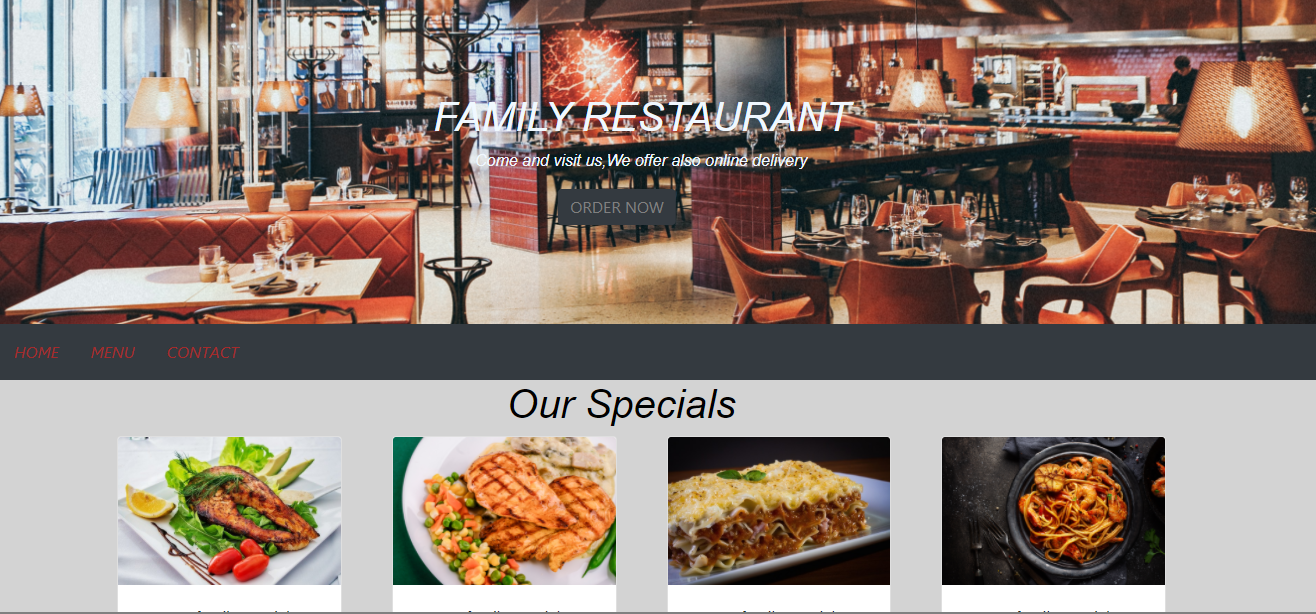 FAMILY RESTAURANT
Come and visit us,We offer also online delivery
ORDER NOW
HOME MENU CONTACT
Our Specials